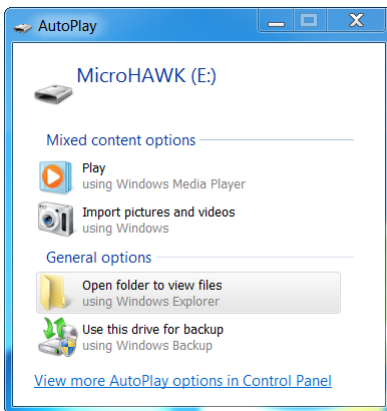 AutoPlay
MicroHAWK (E:)
Mixed content options
Play
using Windows Media Player
Import pictures and videos
using Windows
General options
Open folder to view files
using Windows Explorer
Use this drive for backup
using Windows Backup
View more AutoPlay options in Control Panel